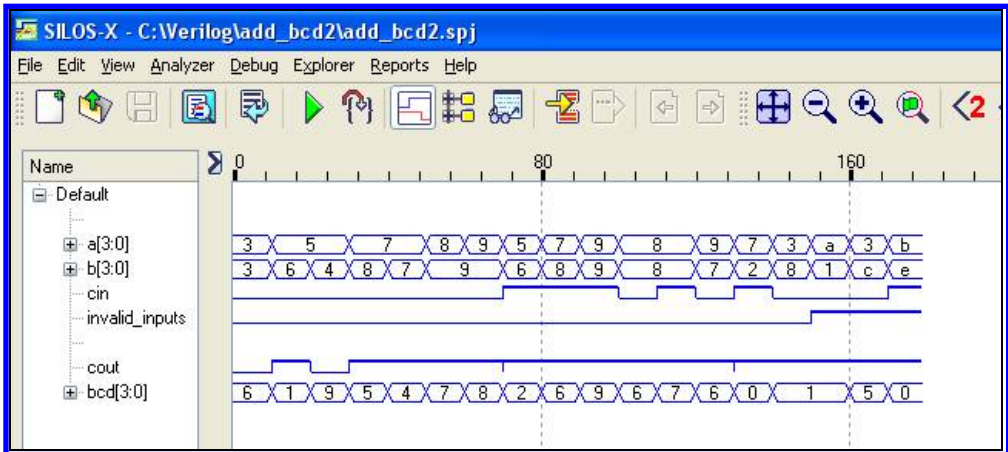 SILOS-X - C:\Verilog\add_bcd2\add_bcd2.spj
File Edit View Analyzer Debug Explorer Reports Help
2
Name Σ 0 80 160
Default
a[3:0] 3 5 7 8 9 5 7 9 8 9 7 3 a 3 b
b[3:0] 3 6 4 8 7 9 6 8 9 8 7 2 8 1 c e
cin
invalid_inputs
cout
bcd[3:0] 6 1 9 5 4 7 8 2 6 9 6 7 6 0 1 5 0